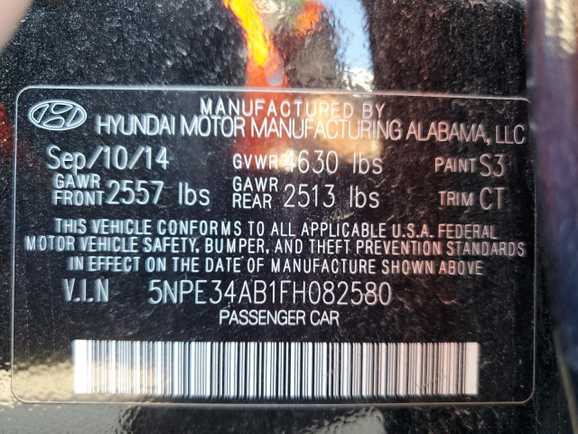 MANUFACTURED BY
HYUNDAI MOTOR MANUFACTURING ALABAMA, LLC
Sep/10/14 GVWR 4630 lbs PAINT S3
GAWR FRONT 2557 lbs GAWR REAR 2513 lbs TRIM CT
THIS VEHICLE CONFORMS TO ALL APPLICABLE U.S.A. FEDERAL
MOTOR VEHICLE SAFETY, BUMPER, AND THEFT PREVENTION STANDARDS
IN EFFECT ON THE DATE OF MANUFACTURE SHOWN ABOVE.
V.I.N 5NPE34AB1FH082580
PASSENGER CAR